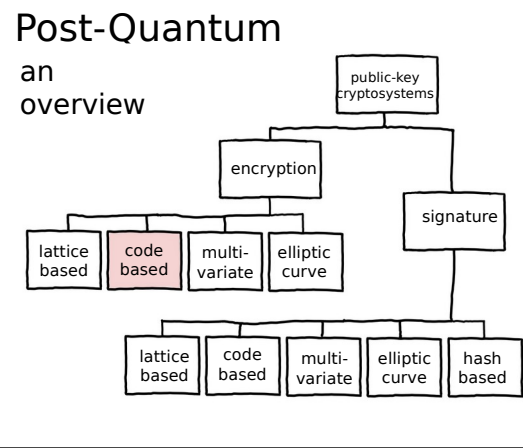 Post-Quantum
an
overview
public-key
cryptosystems
encryption
signature
lattice
based
code
based
multi-
variate
elliptic
curve
lattice
based
code
based
multi-
variate
elliptic
curve
hash
based